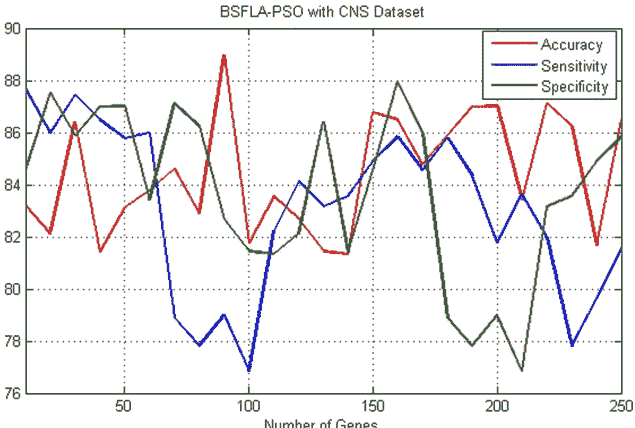 BSFLA-PSO with CNS Dataset
90
88
86
84
82
80
78
76
Accuracy
Sensitivity
Specificity
50
100
150
200
250
Number of Genes